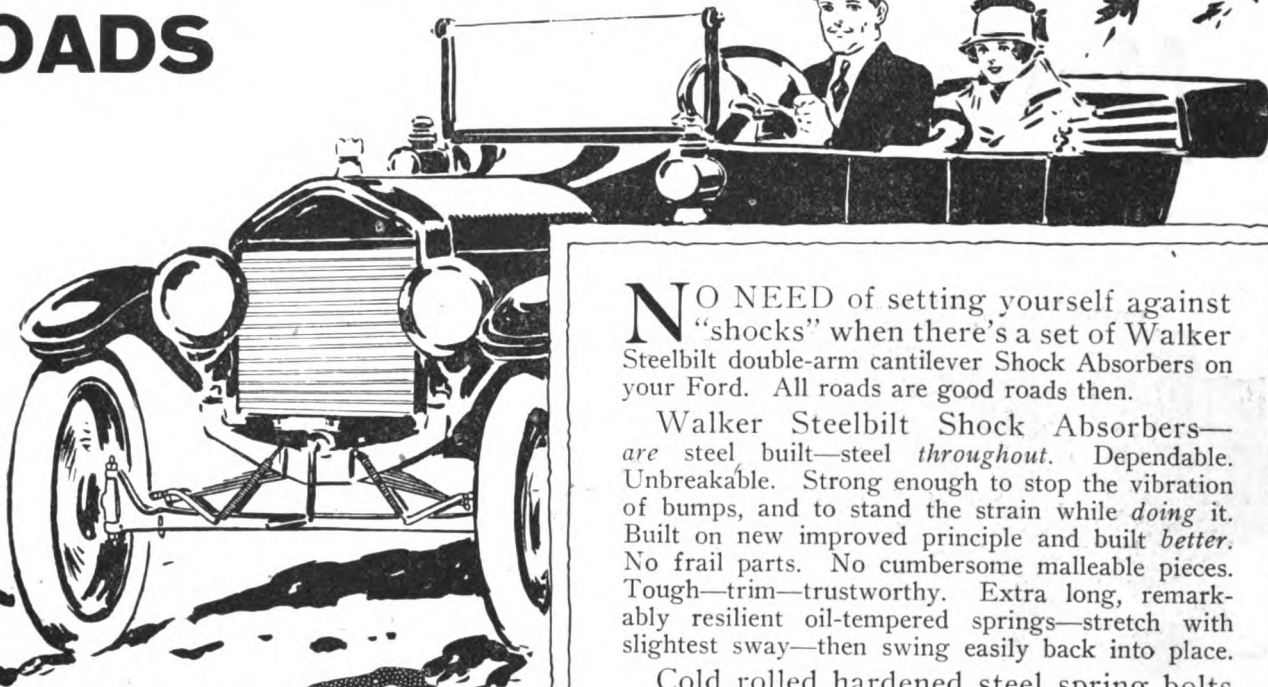 OADS
NO NEED of setting yourself against
"shocks" when there's a set of Walker
Steelbilt double-arm cantilever Shock Absorbers on
your Ford. All roads are good roads then.
Walker Steelbilt Shock Absorbers—
are steel built—steel throughout. Dependable.
Unbreakable. Strong enough to stop the vibration
of bumps, and to stand the strain while doing it.
Built on new improved principle and built better.
No frail parts. No cumbersome malleable pieces.
Tough—trim—trustworthy. Extra long, remark-
ably resilient oil-tempered springs—stretch with
slightest sway—then swing easily back into place.
Cold rolled hardened steel spring bolts